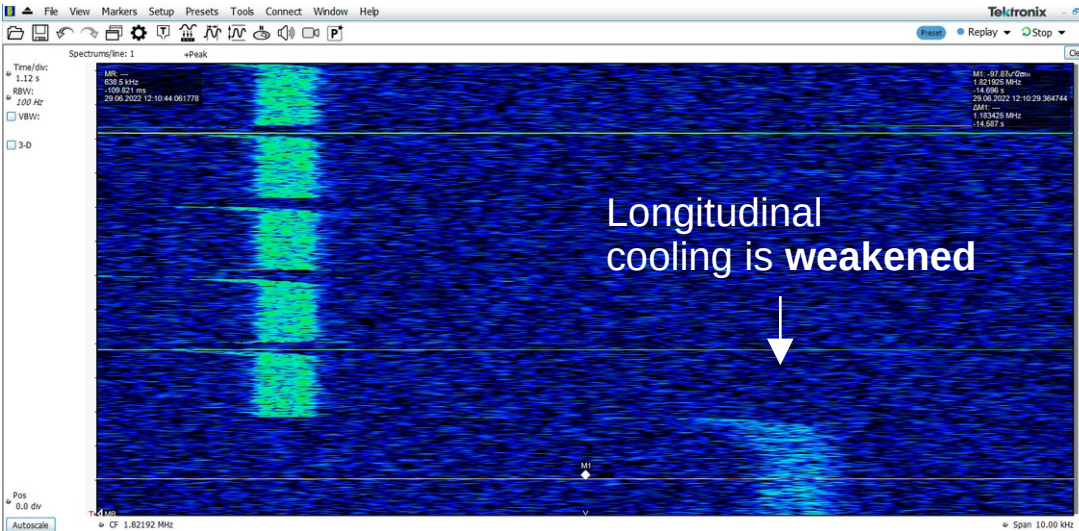 File View Markers Setup Presets Tools Connect Window Help
Tektronix
Preset Replay Stop
Spectrums/line: 1 +Peak
Cle
Time/div:
1.12 s
RBW:
100 Hz
VBW:
3-D
MR: ---
638.5 kHz
-109.821 ms
29.06.2022 12:10:44.061778
M1: -97.87
1.821925 MHz
-14.696 s
29.06.2022 12:10:29.364744
ΔM1: ---
1.183425 MHz
-14.587 s
Longitudinal
cooling is weakened
M1
Pos
0.0 div
MR
Autoscale
CF 1.82192 MHz
Span 10.00 kHz